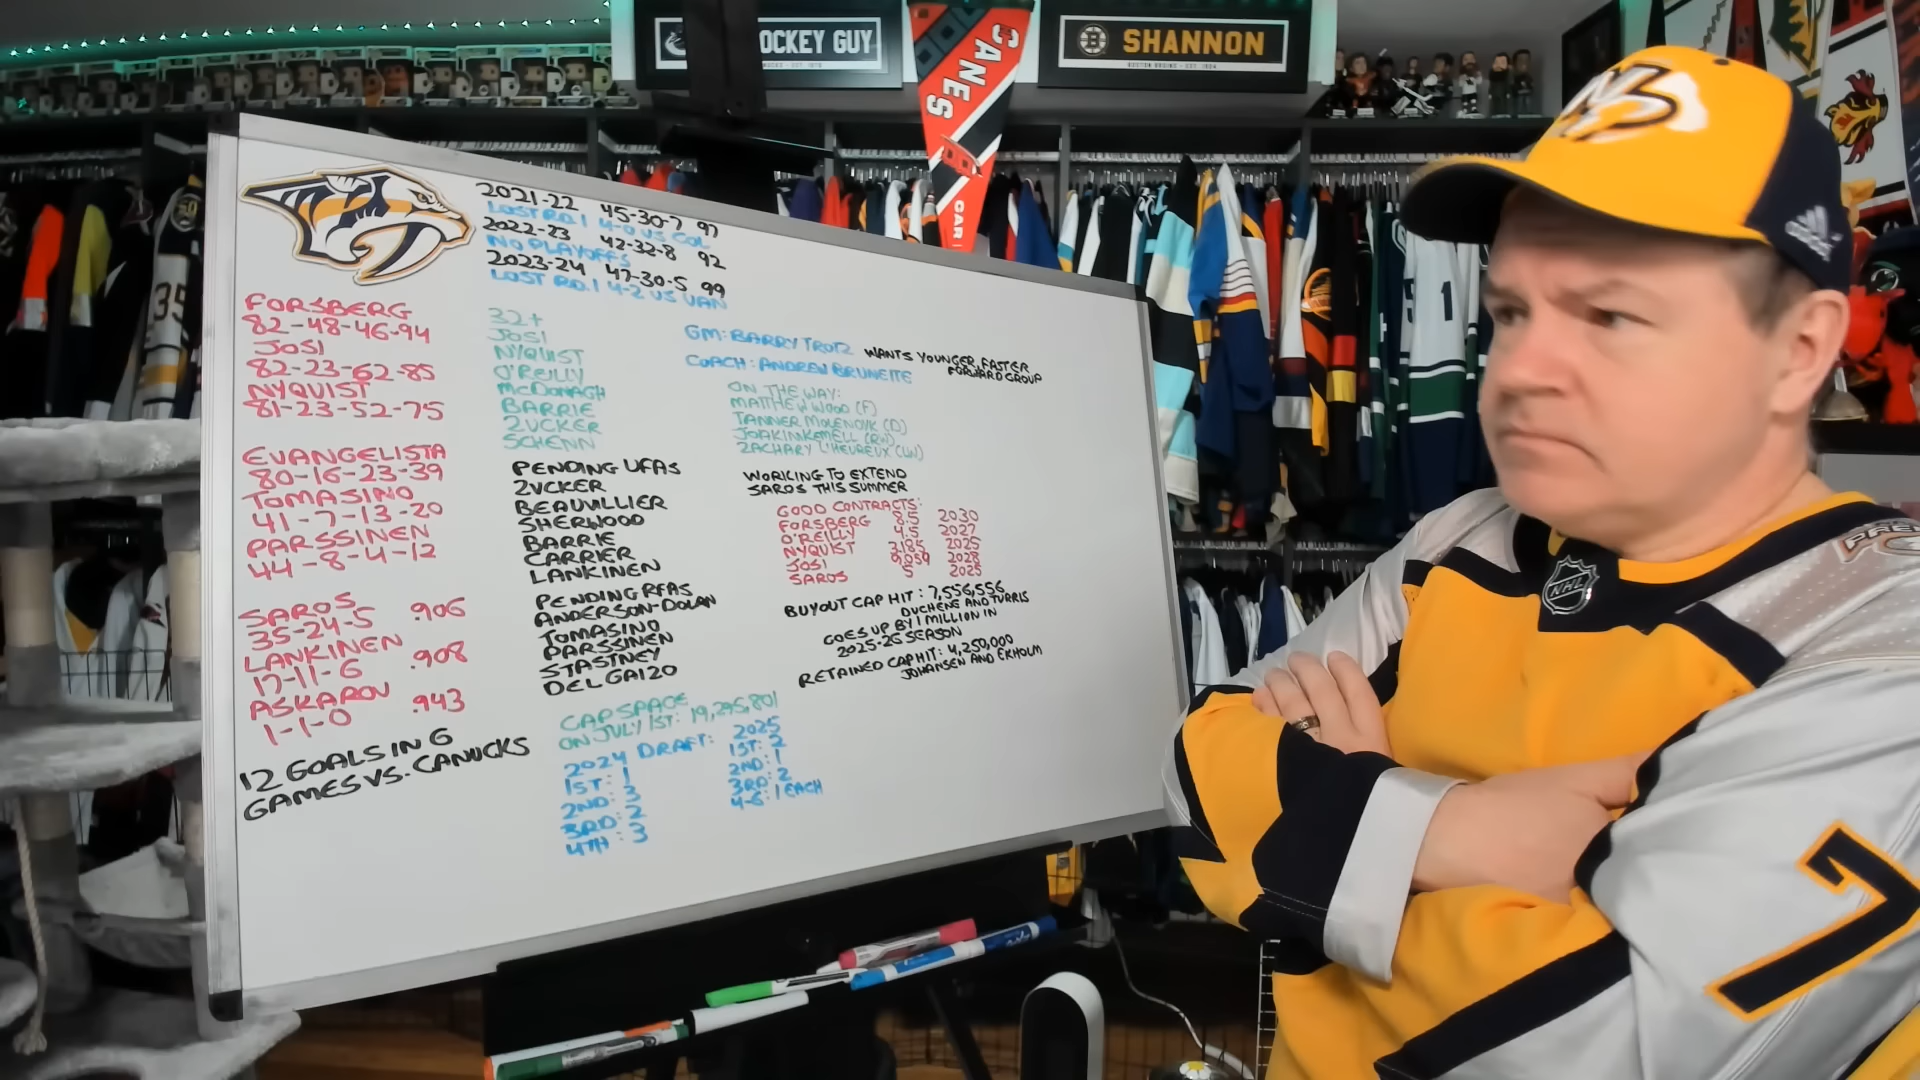 OCKEY GUY
SHANNON
BOSTON BRUINS - EST. 1924
CANES
CAR
35
1
2021-22 45-30-7 97
LOST RD.1 4-0 VS COL
2022-23 42-32-8 92
NO PLAYOFFS
2023-24 47-30-5 99
LOST RD.1 4-2 VS VAN
FORSBERG
82-48-46-94
JOSI
82-23-62-85
NYQUIST
81-23-52-75
EVANGELISTA
80-16-23-39
TOMASINO
41-7-13-20
PARSSINEN
44-8-4-12
SAROS
35-24-5 .906
LANKINEN
17-11-6 .908
ASKAROV
1-1-0 .943
12 GOALS IN 6
GAMES VS. CANUCKS
32+
JOSI
NYQUIST
O'REILLY
McDONAGH
BARRIE
ZUCKER
SCHENN
PENDING UFAS
ZUCKER
BEAUVILLIER
SHERWOOD
BARRIE
CARRIER
LANKINEN
PENDING RFAS
ANDERSON-DOLAN
TOMASINO
PARSSINEN
STASTNEY
DEL GAIZO
CAP SPACE
ON JULY 1ST: 19,295,801
2024 DRAFT:
1ST: 1
2ND: 3
3RD: 2
4TH: 3
2025
1ST: 2
2ND: 1
3RD: 2
4-6: 1 EACH
GM: BARRY TROTZ
COACH: ANDREW BRUNETTE
WANTS YOUNGER, FASTER
FORWARD GROUP
ON THE WAY:
MATTHEW WOOD (F)
TANNER MOLENDYK (D)
JOAKIM KEMELL (RW)
ZACHARY L'HEUREUX (LW)
WORKING TO EXTEND
SAROS THIS SUMMER
GOOD CONTRACTS:
FORSBERG 8.5 2030
O'REILLY 4.5 2027
NYQUIST 3.185 2025
JOSI 9.059 2028
SAROS 5 2025
BUYOUT CAP HIT: 7,556,556
DUCHENE AND TURRIS
GOES UP BY 1 MILLION IN
2025-26 SEASON
RETAINED CAP HIT: 4,250,000
JOHANSEN AND EKHOLM
adidas
NHL
7